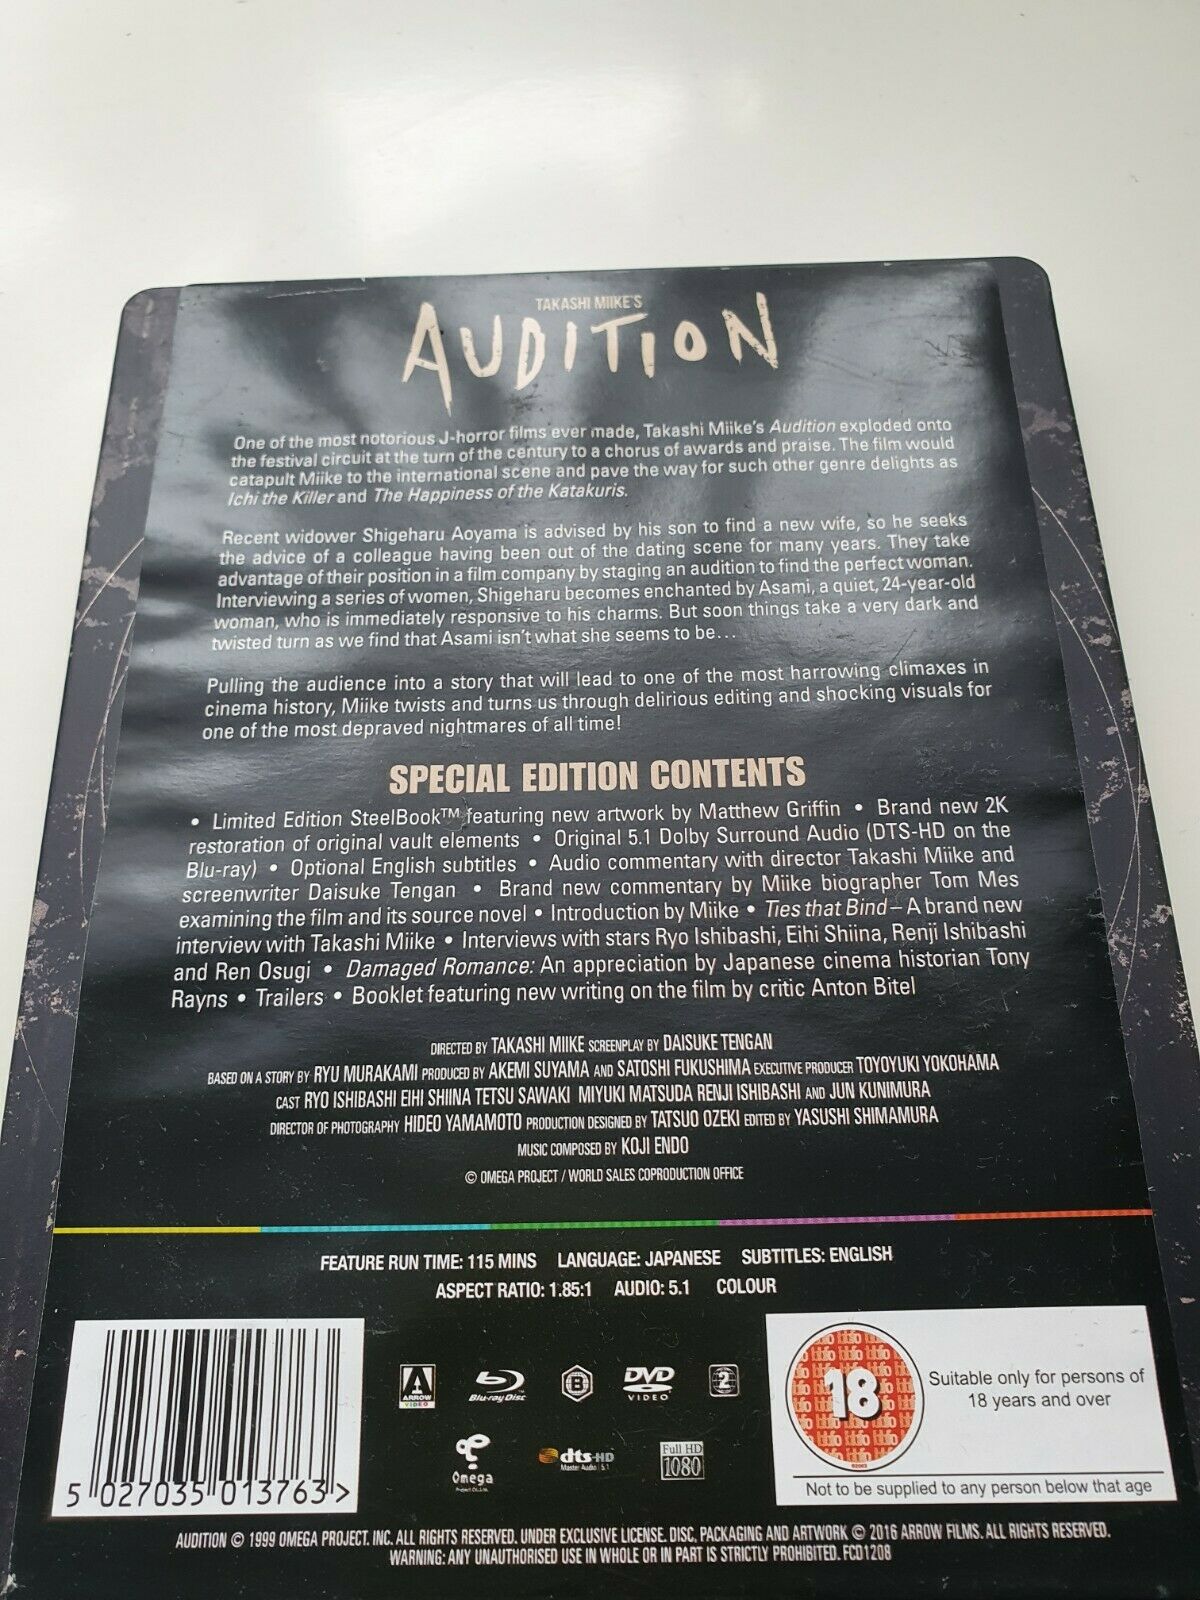 TAKASHI MIIKE'S
AUDITION
One of the most notorious J-horror films ever made, Takashi Miike's Audition exploded onto
the festival circuit at the turn of the century to a chorus of awards and praise. The film would
catapult Miike to the international scene and pave the way for such other genre delights as
Ichi the Killer and The Happiness of the Katakuris.
Recent widower Shigeharu Aoyama is advised by his son to find a new wife, so he seeks
the advice of a colleague having been out of the dating scene for many years. They take
advantage of their position in a film company by staging an audition to find the perfect woman.
Interviewing a series of women, Shigeharu becomes enchanted by Asami, a quiet, 24-year-old
woman, who is immediately responsive to his charms. But soon things take a very dark and
twisted turn as we find that Asami isn't what she seems to be...
Pulling the audience into a story that will lead to one of the most harrowing climaxes in
cinema history, Miike twists and turns us through delirious editing and shocking visuals for
one of the most depraved nightmares of all time!
SPECIAL EDITION CONTENTS
• Limited Edition SteelBook™ featuring new artwork by Matthew Griffin • Brand new 2K
restoration of original vault elements • Original 5.1 Dolby Surround Audio (DTS-HD on the
Blu-ray) • Optional English subtitles • Audio commentary with director Takashi Miike and
screenwriter Daisuke Tengan • Brand new commentary by Miike biographer Tom Mes
examining the film and its source novel • Introduction by Miike • Ties that Bind – A brand new
interview with Takashi Miike • Interviews with stars Ryo Ishibashi, Eihi Shiina, Renji Ishibashi
and Ren Osugi • Damaged Romance: An appreciation by Japanese cinema historian Tony
Rayns • Trailers • Booklet featuring new writing on the film by critic Anton Bitel
DIRECTED BY TAKASHI MIIKE SCREENPLAY BY DAISUKE TENGAN
BASED ON A STORY BY RYU MURAKAMI PRODUCED BY AKEMI SUYAMA AND SATOSHI FUKUSHIMA EXECUTIVE PRODUCER TOYOYUKI YOKOHAMA
CAST RYO ISHIBASHI EIHI SHIINA TETSU SAWAKI MIYUKI MATSUDA RENJI ISHIBASHI AND JUN KUNIMURA
DIRECTOR OF PHOTOGRAPHY HIDEO YAMAMOTO PRODUCTION DESIGNED BY TATSUO OZEKI EDITED BY YASUSHI SHIMAMURA
MUSIC COMPOSED BY KOJI ENDO
© OMEGA PROJECT / WORLD SALES COPRODUCTION OFFICE
FEATURE RUN TIME: 115 MINS LANGUAGE: JAPANESE SUBTITLES: ENGLISH
ASPECT RATIO: 1.85:1 AUDIO: 5.1 COLOUR
ARROW VIDEO Blu-ray Disc B DVD VIDEO 2
Omega dts-HD Master Audio 5.1 Full HD 1080
5 027035 013763 >
18
Suitable only for persons of
18 years and over
Not to be supplied to any person below that age
AUDITION © 1999 OMEGA PROJECT, INC. ALL RIGHTS RESERVED. UNDER EXCLUSIVE LICENSE. DISC, PACKAGING AND ARTWORK © 2016 ARROW FILMS. ALL RIGHTS RESERVED.
WARNING: ANY UNAUTHORISED USE IN WHOLE OR IN PART IS STRICTLY PROHIBITED. FCD1208